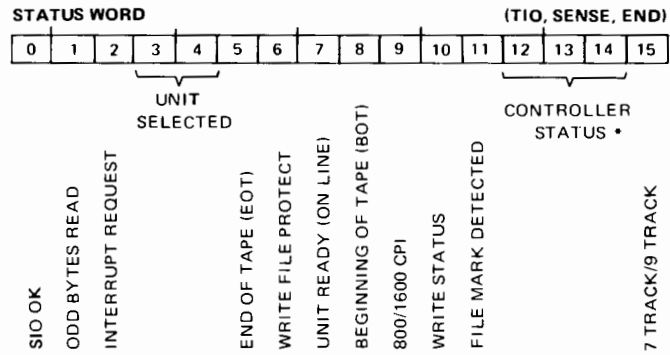 STATUS WORD (TIO, SENSE, END)
0 1 2 3 4 5 6 7 8 9 10 11 12 13 14 15
UNIT
SELECTED
CONTROLLER
STATUS *
SIO OK
ODD BYTES READ
INTERRUPT REQUEST
END OF TAPE (EOT)
WRITE FILE PROTECT
UNIT READY (ON LINE)
BEGINNING OF TAPE (BOT)
800/1600 CPI
WRITE STATUS
FILE MARK DETECTED
7 TRACK/9 TRACK